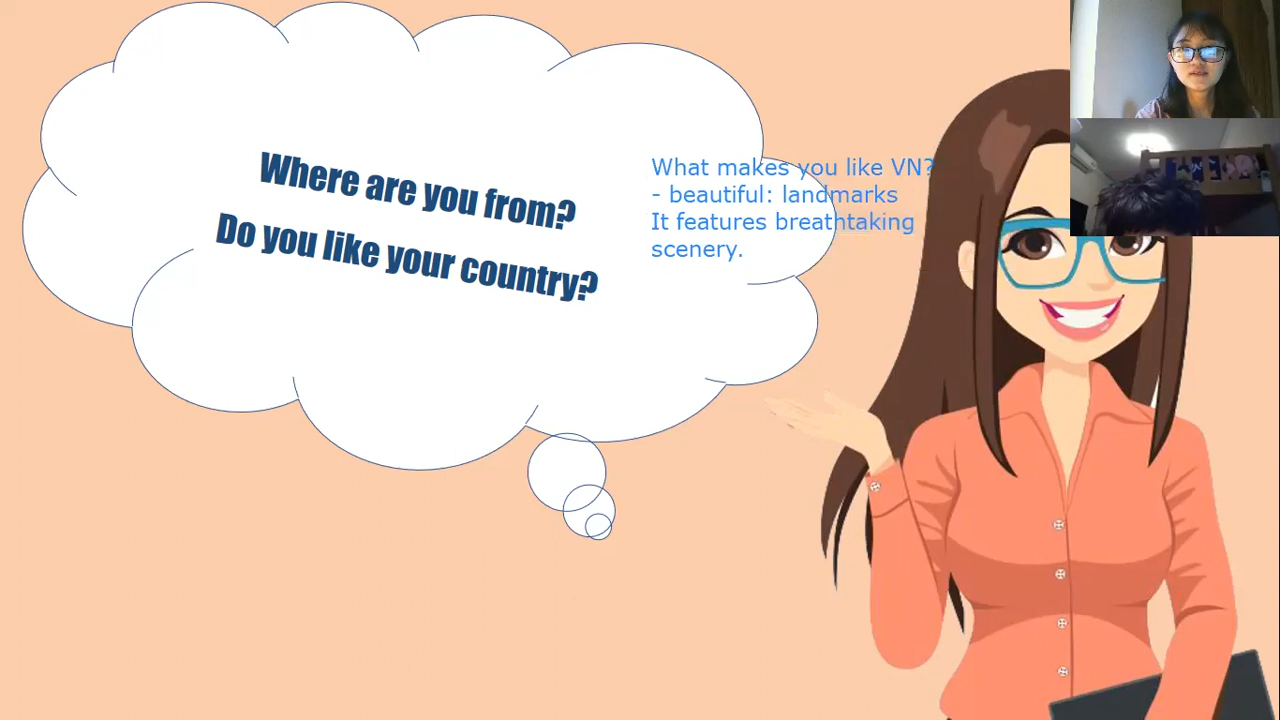 Where are you from?
Do you like your country?
What makes you like VN?
- beautiful: landmarks
It features breathtaking
scenery.